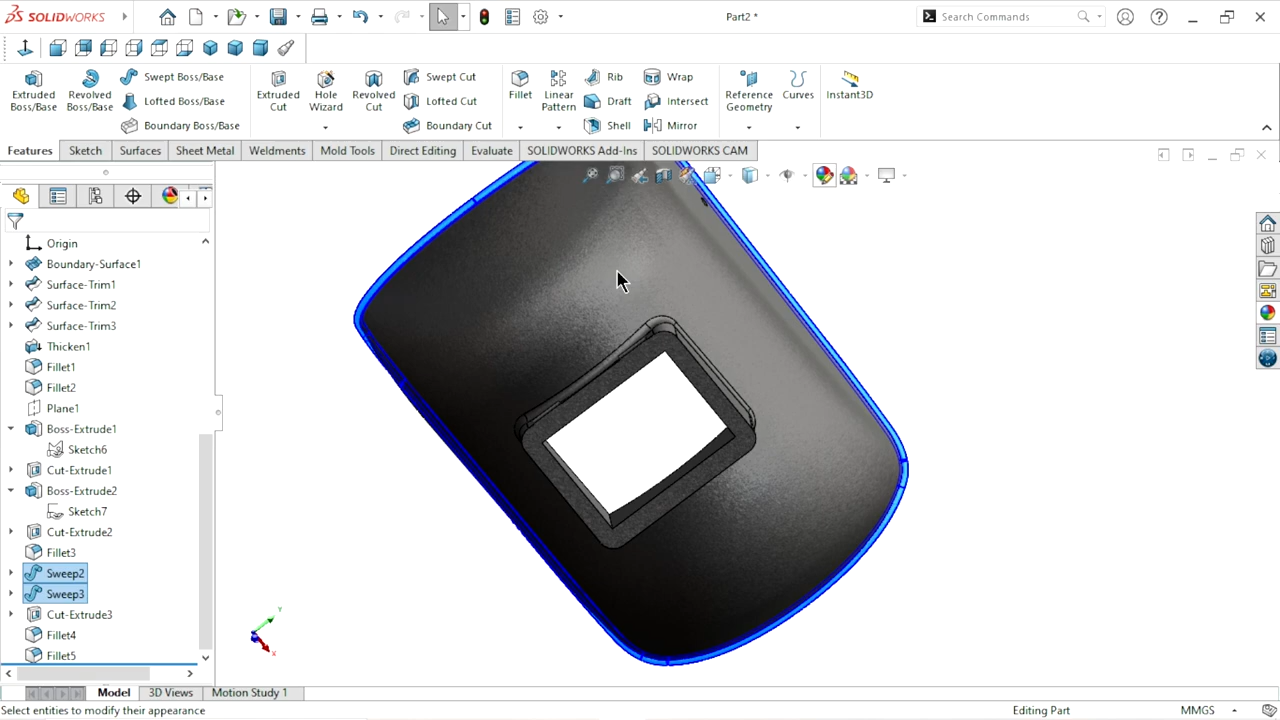 SOLIDWORKS
Part2 *
Search Commands
Extruded Boss/Base
Revolved Boss/Base
Swept Boss/Base
Lofted Boss/Base
Boundary Boss/Base
Extruded Cut
Hole Wizard
Revolved Cut
Swept Cut
Lofted Cut
Boundary Cut
Fillet
Linear Pattern
Rib
Draft
Shell
Wrap
Intersect
Mirror
Reference Geometry
Curves
Instant3D
Features
Sketch
Surfaces
Sheet Metal
Weldments
Mold Tools
Direct Editing
Evaluate
SOLIDWORKS Add-Ins
SOLIDWORKS CAM
Origin
Boundary-Surface1
Surface-Trim1
Surface-Trim2
Surface-Trim3
Thicken1
Fillet1
Fillet2
Plane1
Boss-Extrude1
Sketch6
Cut-Extrude1
Boss-Extrude2
Sketch7
Cut-Extrude2
Fillet3
Sweep2
Sweep3
Cut-Extrude3
Fillet4
Fillet5
Y
X
Model
3D Views
Motion Study 1
Select entities to modify their appearance
Editing Part
MMGS